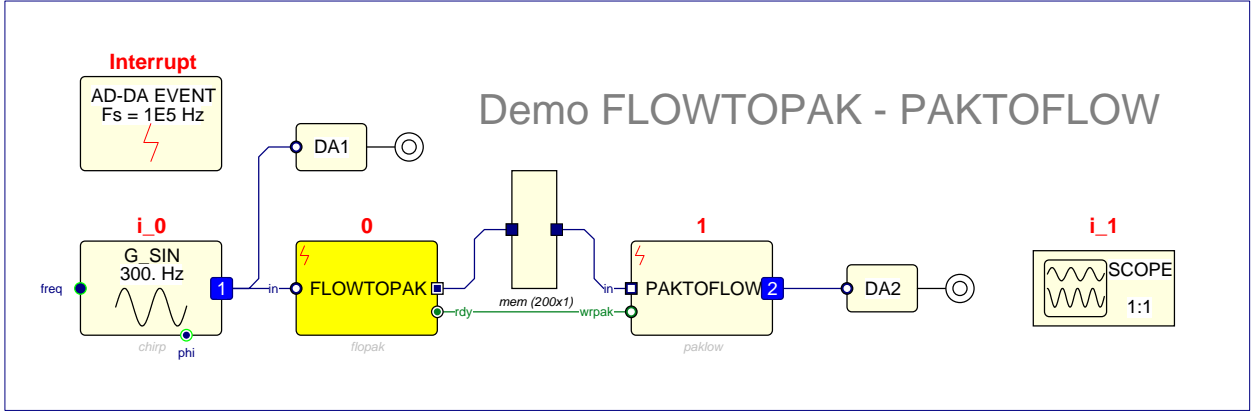 Interrupt
AD-DA EVENT
Fs = 1E5 Hz
Demo FLOWTOPAK - PAKTOFLOW
DA1
i_0
0
1
i_1
G_SIN
300. Hz
freq
1
in
FLOWTOPAK
in
PAKTOFLOW
2
DA2
SCOPE
1:1
mem (200x1)
rdy
wrpak
chirp
phi
flopak
paklow